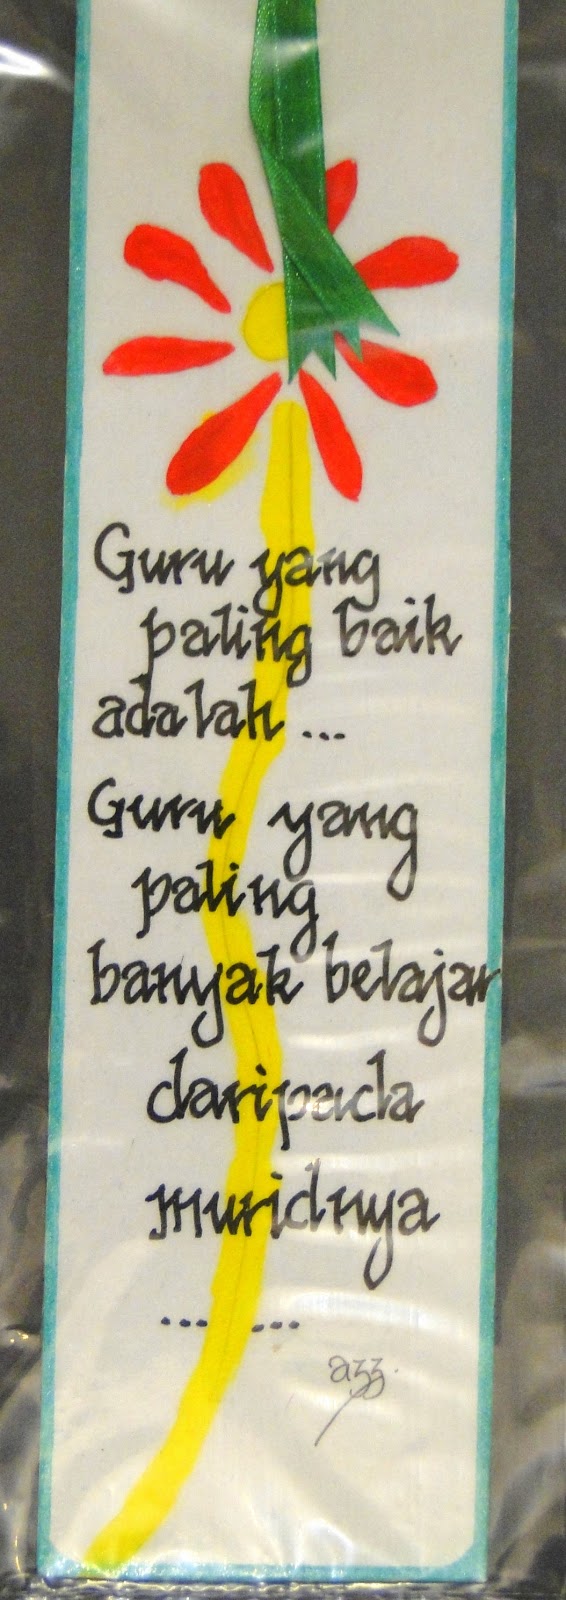 Guru yang
paling baik
adalah ...
Guru yang
paling
banyak belajar
daripada
muridnya
.... ...
azz.